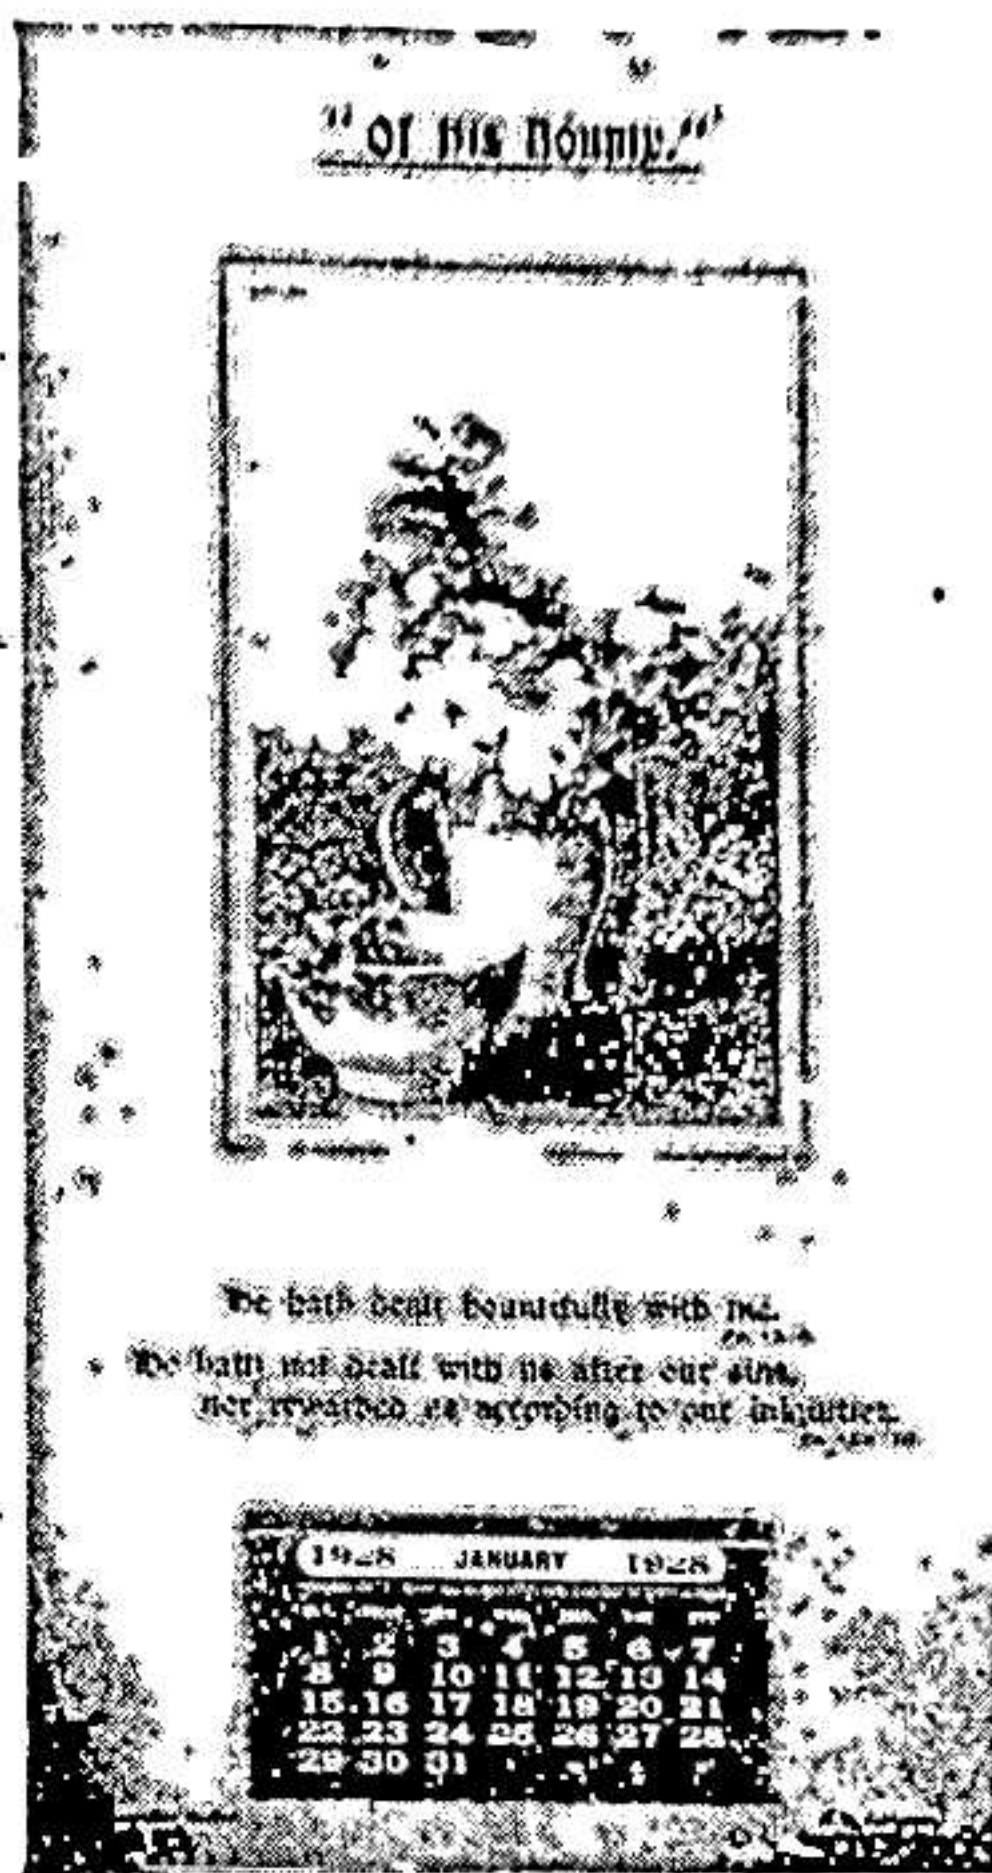 "Of His Bounty."
He hath dealt bountifully with me.
He hath not dealt with us after our sins,
nor rewarded us according to our iniquities.
1928 JANUARY 1928
1 2 3 4 5 6 7
8 9 10 11 12 13 14
15 16 17 18 19 20 21
22 23 24 25 26 27 28
29 30 31